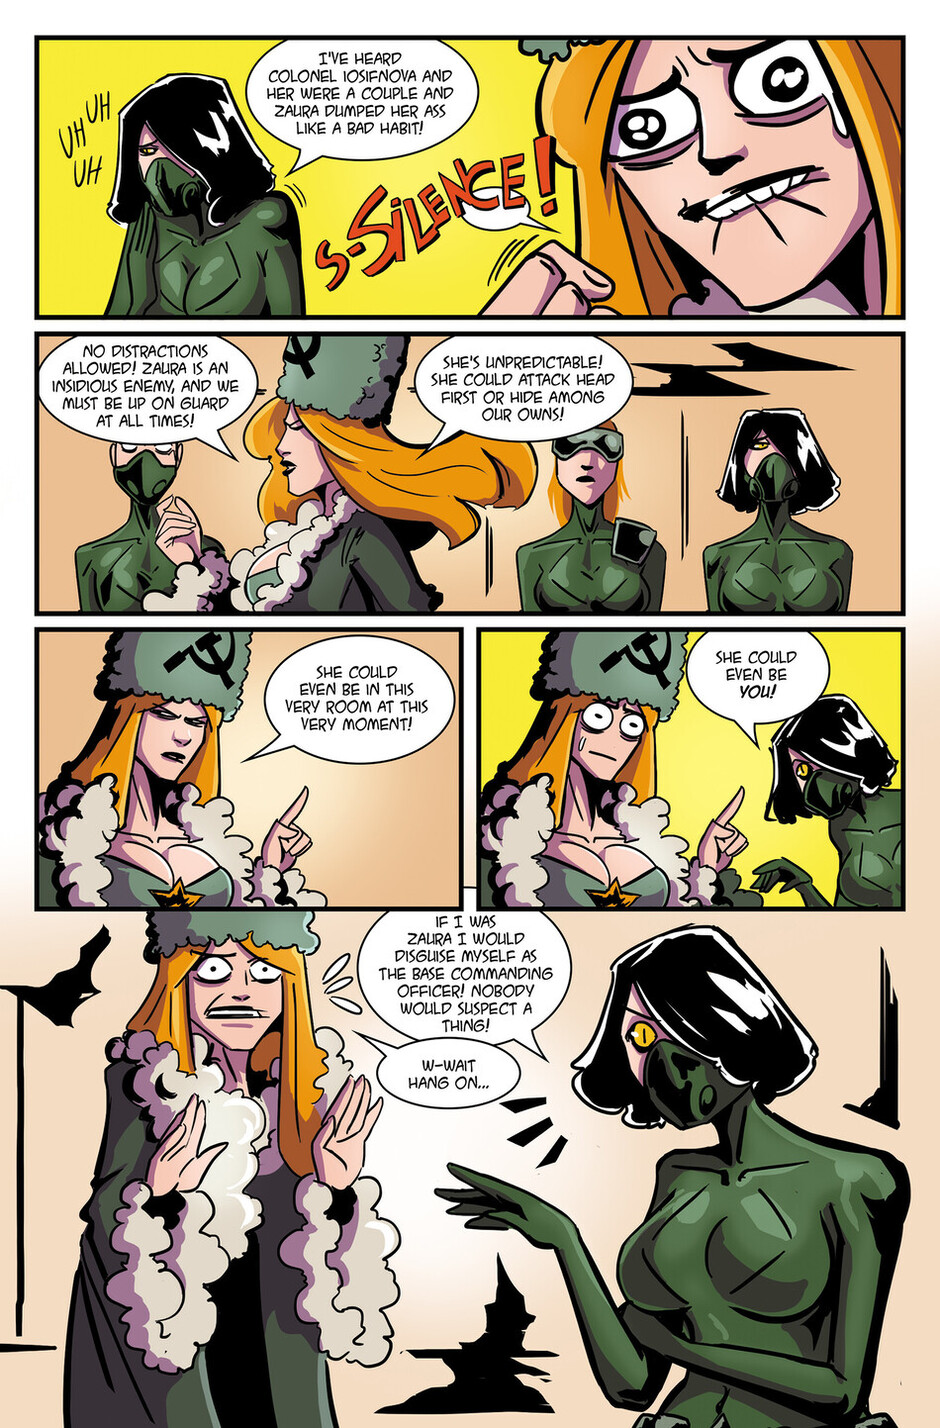 UH
UH
UH
I'VE HEARD
COLONEL IOSIFNOVA AND
HER WERE A COUPLE AND
ZAURA DUMPED HER ASS
LIKE A BAD HABIT!
S-SILENCE!
NO DISTRACTIONS
ALLOWED! ZAURA IS AN
INSIDIOUS ENEMY, AND WE
MUST BE UP ON GUARD
AT ALL TIMES!
SHE'S UNPREDICTABLE!
SHE COULD ATTACK HEAD
FIRST OR HIDE AMONG
OUR OWNS!
SHE COULD
EVEN BE IN THIS
VERY ROOM AT THIS
VERY MOMENT!
SHE COULD
EVEN BE
YOU!
IF I WAS
ZAURA I WOULD
DISGUISE MYSELF AS
THE BASE COMMANDING
OFFICER! NOBODY
WOULD SUSPECT A
THING!
W-WAIT
HANG ON...